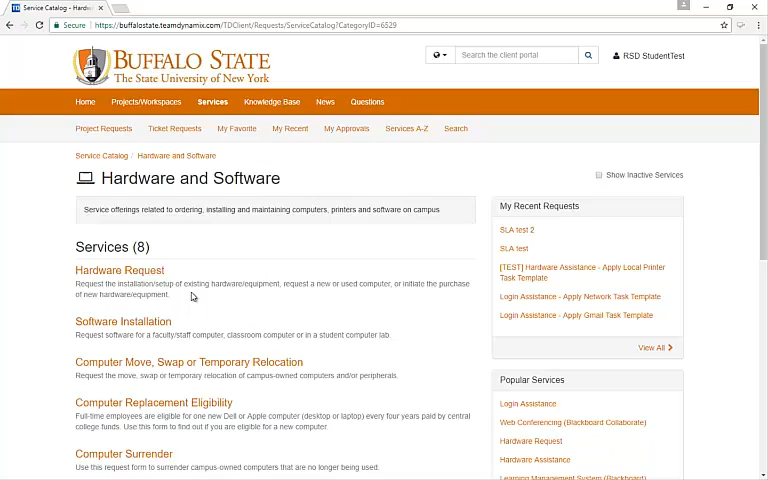 Service Catalog - Hardw
Secure
https://buffalostate.teamdynamix.com/TDClient/Requests/ServiceCatalog?CategoryID=6529
BUFFALO STATE
The State University of New York
Search the client portal
RSD StudentTest
Home Projects/Workspaces Services Knowledge Base News Questions
Project Requests Ticket Requests My Favorite My Recent My Approvals Services A-Z Search
Service Catalog / Hardware and Software
Hardware and Software
Show Inactive Services
Service offerings related to ordering, installing and maintaining computers, printers and software on campus
Services (8)
Hardware Request
Request the installation/setup of existing hardware/equipment, request a new or used computer, or initiate the purchase
of new hardware/equipment.
Software Installation
Request software for a faculty/staff computer, classroom computer or in a student computer lab.
Computer Move, Swap or Temporary Relocation
Request the move, swap or temporary relocation of campus-owned computers and/or peripherals.
Computer Replacement Eligibility
Full-time employees are eligible for one new Dell or Apple computer (desktop or laptop) every four years paid by central
college funds. Use this form to find out if you are eligible for a new computer.
Computer Surrender
Use this request form to surrender campus-owned computers that are no longer being used.
My Recent Requests
SLA test 2
SLA test
[TEST] Hardware Assistance - Apply Local Printer
Task Template
Login Assistance - Apply Network Task Template
Login Assistance - Apply Gmail Task Template
View All
Popular Services
Login Assistance
Web Conferencing (Blackboard Collaborate)
Hardware Request
Hardware Assistance
Learning Management System (Blackboard)